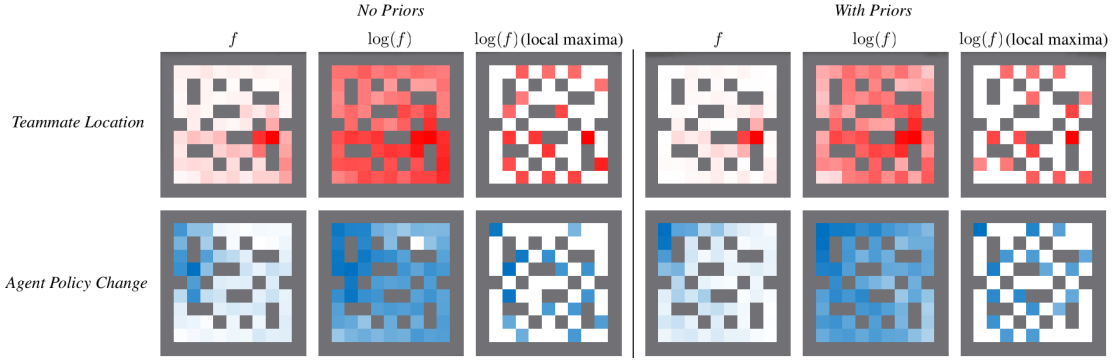 No Priors
With Priors
f
log(f)
log(f) (local maxima)
f
log(f)
log(f) (local maxima)
Teammate Location
Agent Policy Change